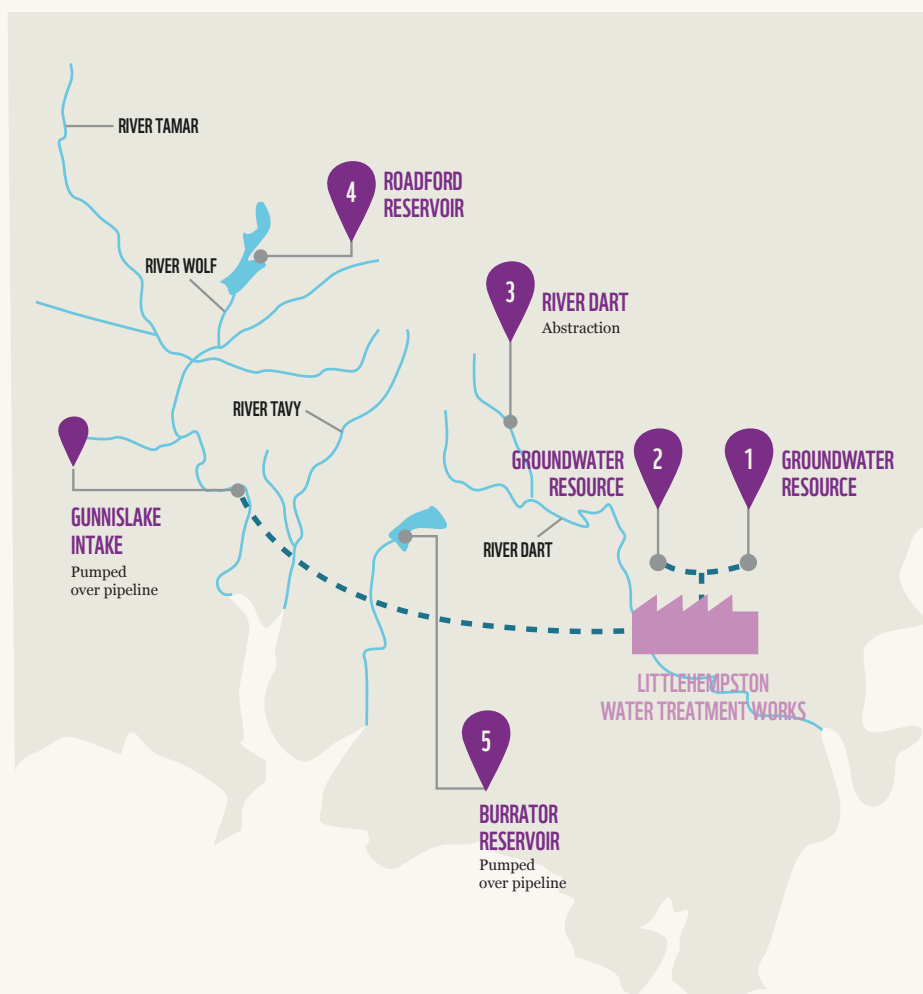 RIVER TAMAR
4
ROADFORD
RESERVOIR
RIVER WOLF
3
RIVER DART
Abstraction
RIVER TAVY
GROUNDWATER
RESOURCE
2
1
GROUNDWATER
RESOURCE
GUNNISLAKE
INTAKE
Pumped
over pipeline
RIVER DART
LITTLEHEMPSTON
WATER TREATMENT WORKS
5
BURRATOR
RESERVOIR
Pumped
over pipeline